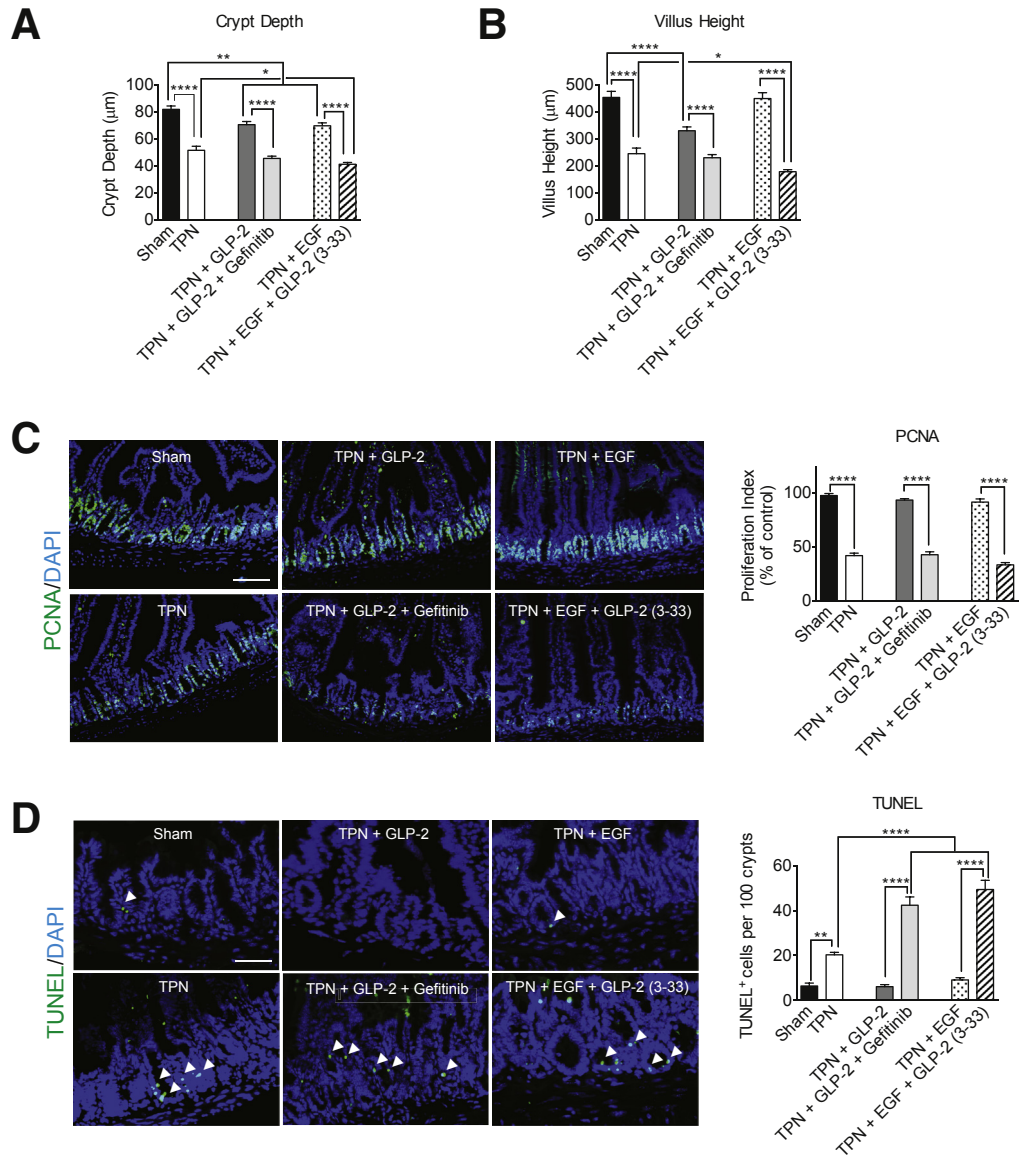 A
Crypt Depth
**
*
****
****
****
Crypt Depth (μm)
100
80
60
40
20
0
Sham
TPN
TPN + GLP-2
TPN + GLP-2 + Gefinitib
TPN + EGF
TPN + EGF + GLP-2 (3-33)
B
Villus Height
****
*
****
****
****
Villus Height (μm)
500
400
300
200
100
0
Sham
TPN
TPN + GLP-2
TPN + GLP-2 + Gefinitib
TPN + EGF
TPN + EGF + GLP-2 (3-33)
C
PCNA/DAPI
Sham
TPN + GLP-2
TPN + EGF
TPN
TPN + GLP-2 + Gefitinib
TPN + EGF + GLP-2 (3-33)
PCNA
****
****
****
Proliferation Index
(% of control)
100
50
0
Sham
TPN
TPN + GLP-2
TPN + GLP-2 + Gefitinib
TPN + EGF
TPN + EGF + GLP-2 (3-33)
D
TUNEL/DAPI
Sham
TPN + GLP-2
TPN + EGF
TPN
TPN + GLP-2 + Gefitinib
TPN + EGF + GLP-2 (3-33)
TUNEL
****
****
****
**
TUNEL+ cells per 100 crypts
60
40
20
0
Sham
TPN
TPN + GLP-2
TPN + GLP-2 + Gefitinib
TPN + EGF
TPN + EGF + GLP-2 (3-33)